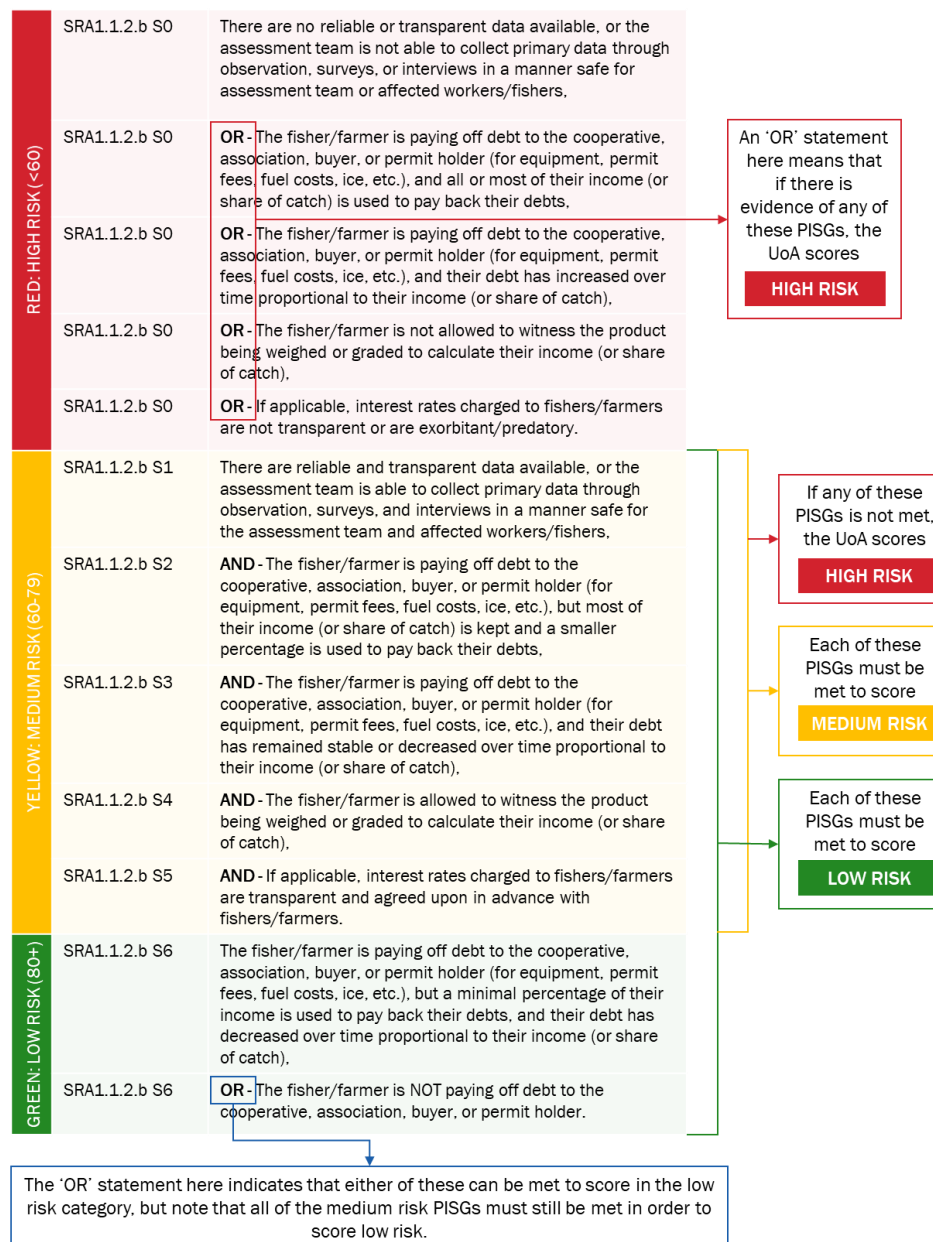 RED: HIGH RISK (<60)
SRA1.1.2.b S0
There are no reliable or transparent data available, or the
assessment team is not able to collect primary data through
observation, surveys, or interviews in a manner safe for
assessment team or affected workers/fishers,
SRA1.1.2.b S0
OR - The fisher/farmer is paying off debt to the cooperative,
association, buyer, or permit holder (for equipment, permit
fees, fuel costs, ice, etc.), and all or most of their income (or
share of catch) is used to pay back their debts,
SRA1.1.2.b S0
OR - The fisher/farmer is paying off debt to the cooperative,
association, buyer, or permit holder (for equipment, permit
fees, fuel costs, ice, etc.), and their debt has increased over
time proportional to their income (or share of catch),
SRA1.1.2.b S0
OR - The fisher/farmer is not allowed to witness the product
being weighed or graded to calculate their income (or share
of catch),
SRA1.1.2.b S0
OR - If applicable, interest rates charged to fishers/farmers
are not transparent or are exorbitant/predatory.
An ‘OR’ statement
here means that
if there is
evidence of any of
these PISGs, the
UoA scores
HIGH RISK
YELLOW: MEDIUM RISK (60-79)
SRA1.1.2.b S1
There are reliable and transparent data available, or the
assessment team is able to collect primary data through
observation, surveys, and interviews in a manner safe for
the assessment team and affected workers/fishers,
SRA1.1.2.b S2
AND - The fisher/farmer is paying off debt to the
cooperative, association, buyer, or permit holder (for
equipment, permit fees, fuel costs, ice, etc.), but most of
their income (or share of catch) is kept and a smaller
percentage is used to pay back their debts,
SRA1.1.2.b S3
AND - The fisher/farmer is paying off debt to the
cooperative, association, buyer, or permit holder (for
equipment, permit fees, fuel costs, ice, etc.), and their debt
has remained stable or decreased over time proportional to
their income (or share of catch),
SRA1.1.2.b S4
AND - The fisher/farmer is allowed to witness the product
being weighed or graded to calculate their income (or share
of catch),
SRA1.1.2.b S5
AND - If applicable, interest rates charged to fishers/farmers
are transparent and agreed upon in advance with
fishers/farmers.
If any of these
PISGs is not met,
the UoA scores
HIGH RISK
Each of these
PISGs must be
met to score
MEDIUM RISK
Each of these
PISGs must be
met to score
LOW RISK
GREEN: LOW RISK (80+)
SRA1.1.2.b S6
The fisher/farmer is paying off debt to the cooperative,
association, buyer, or permit holder (for equipment, permit
fees, fuel costs, ice, etc.), but a minimal percentage of their
income is used to pay back their debts, and their debt has
decreased over time proportional to their income (or share
of catch),
SRA1.1.2.b S6
OR - The fisher/farmer is NOT paying off debt to the
cooperative, association, buyer, or permit holder.
The ‘OR’ statement here indicates that either of these can be met to score in the low
risk category, but note that all of the medium risk PISGs must still be met in order to
score low risk.